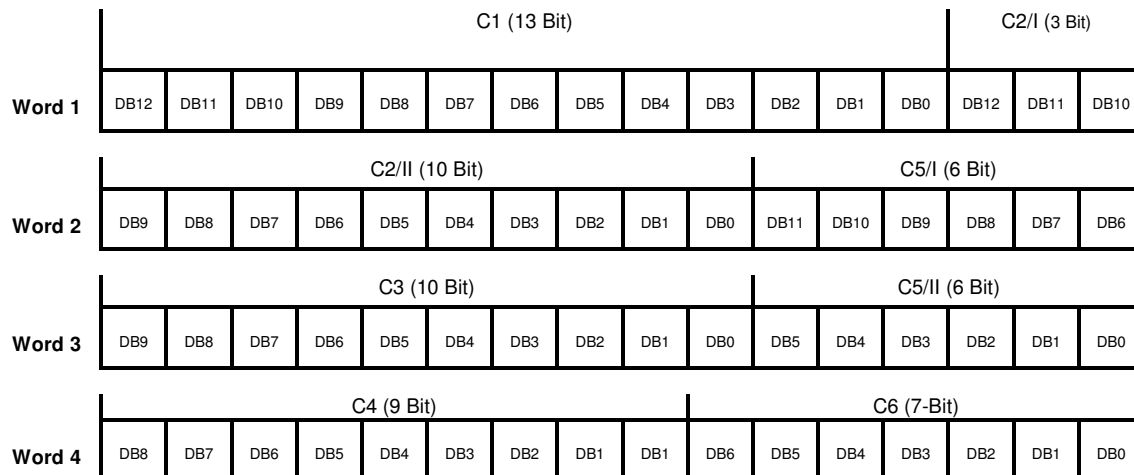 C1 (13 Bit) C2/I (3 Bit)
Word 1 DB12 DB11 DB10 DB9 DB8 DB7 DB6 DB5 DB4 DB3 DB2 DB1 DB0 DB12 DB11 DB10
C2/II (10 Bit) C5/I (6 Bit)
Word 2 DB9 DB8 DB7 DB6 DB5 DB4 DB3 DB2 DB1 DB0 DB11 DB10 DB9 DB8 DB7 DB6
C3 (10 Bit) C5/II (6 Bit)
Word 3 DB9 DB8 DB7 DB6 DB5 DB4 DB3 DB2 DB1 DB0 DB5 DB4 DB3 DB2 DB1 DB0
C4 (9 Bit) C6 (7-Bit)
Word 4 DB8 DB7 DB6 DB5 DB4 DB3 DB2 DB1 DB1 DB6 DB5 DB4 DB3 DB2 DB1 DB0